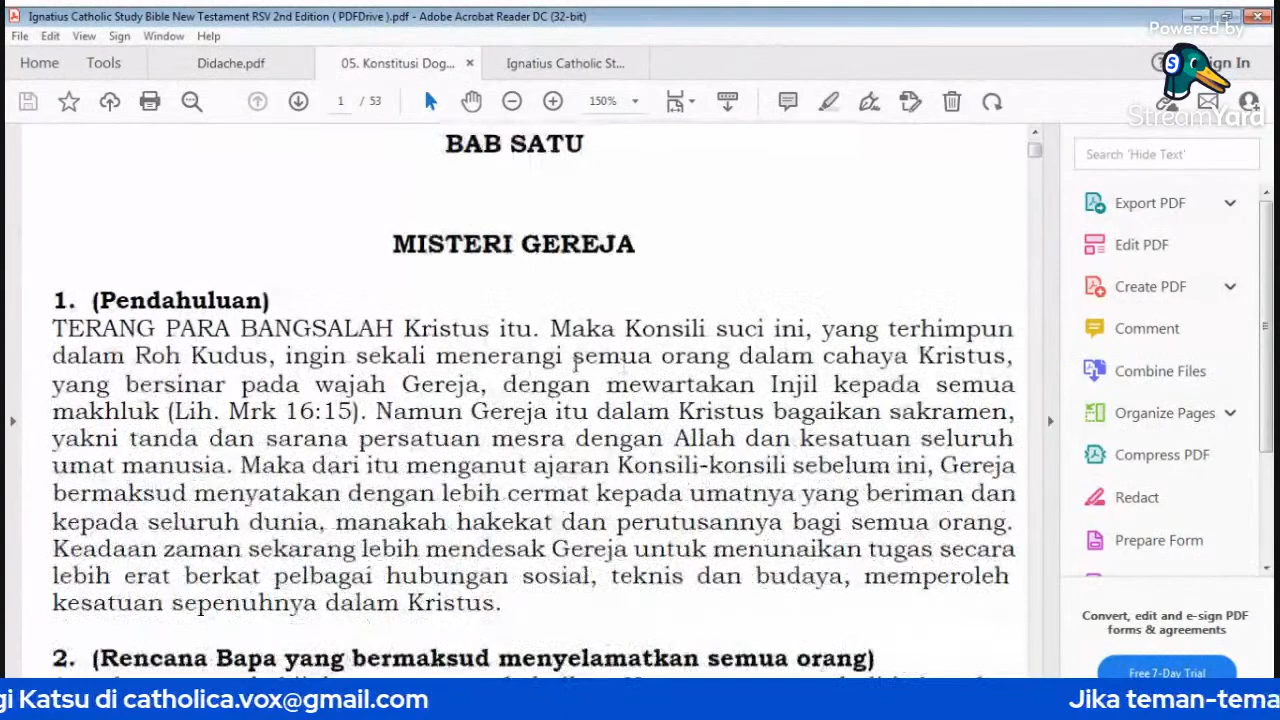 Ignatius Catholic Study Bible New Testament RSV 2nd Edition ( PDFDrive ).pdf - Adobe Acrobat Reader DC (32-bit)
Powered by
File Edit View Sign Window Help
Home Tools Didache.pdf 05. Konstitusi Dog... × Ignatius Catholic St... Sign In
1 / 53 150%
StreamYard
BAB SATU
Search 'Hide Text'
MISTERI GEREJA
1. (Pendahuluan)
TERANG PARA BANGSALAH Kristus itu. Maka Konsili suci ini, yang terhimpun
dalam Roh Kudus, ingin sekali menerangi semua orang dalam cahaya Kristus,
yang bersinar pada wajah Gereja, dengan mewartakan Injil kepada semua
makhluk (Lih. Mrk 16:15). Namun Gereja itu dalam Kristus bagaikan sakramen,
yakni tanda dan sarana persatuan mesra dengan Allah dan kesatuan seluruh
umat manusia. Maka dari itu menganut ajaran Konsili-konsili sebelum ini, Gereja
bermaksud menyatakan dengan lebih cermat kepada umatnya yang beriman dan
kepada seluruh dunia, manakah hakekat dan perutusannya bagi semua orang.
Keadaan zaman sekarang lebih mendesak Gereja untuk menunaikan tugas secara
lebih erat berkat pelbagai hubungan sosial, teknis dan budaya, memperoleh
kesatuan sepenuhnya dalam Kristus.
2. (Rencana Bapa yang bermaksud menyelamatkan semua orang)
Export PDF
Edit PDF
Create PDF
Comment
Combine Files
Organize Pages
Compress PDF
Redact
Prepare Form
Convert, edit and e-sign PDF
forms & agreements
Free 7-Day Trial
gi Katsu di catholica.vox@gmail.com Jika teman-tema